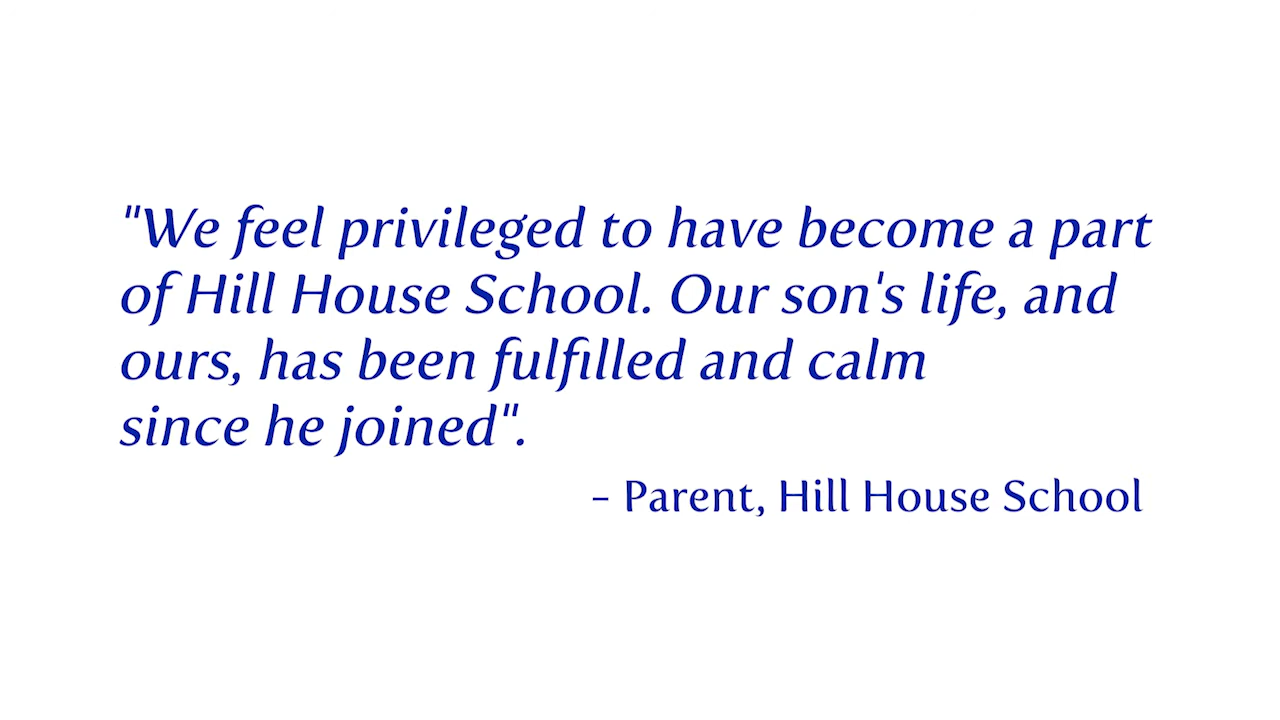 "We feel privileged to have become a part
of Hill House School. Our son's life, and
ours, has been fulfilled and calm
since he joined".
– Parent, Hill House School